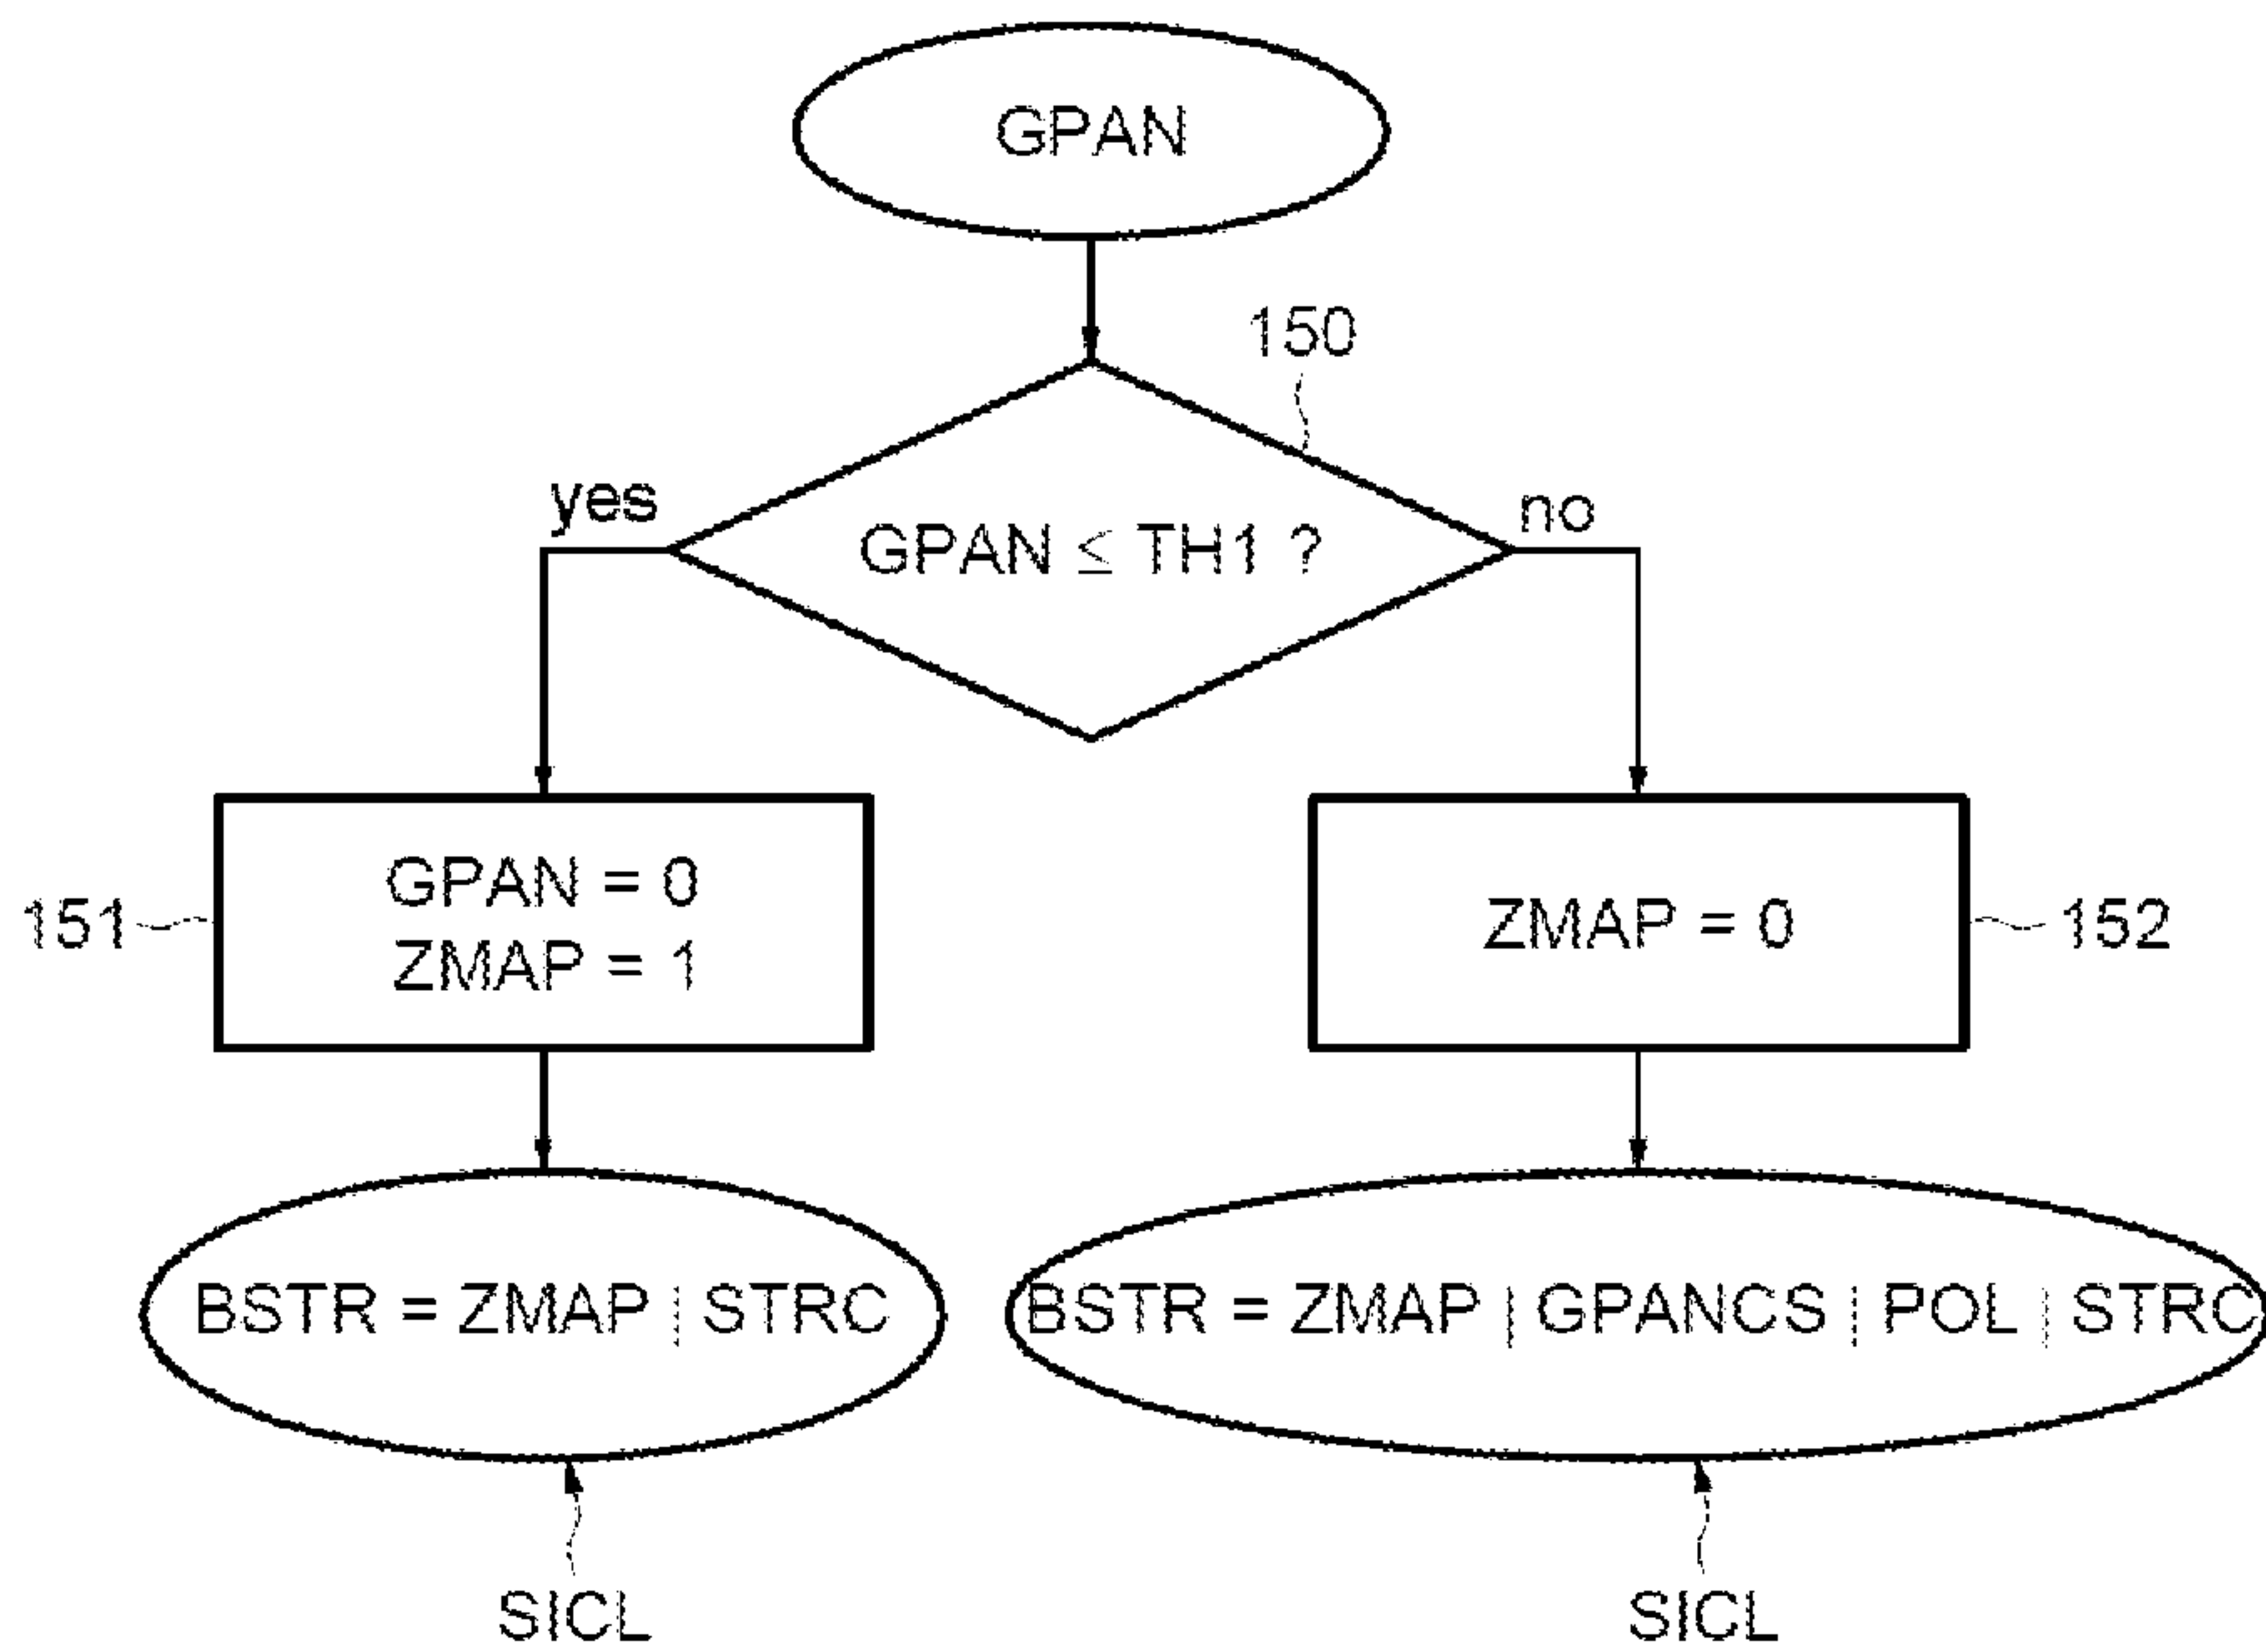 GPAN
150
yes
no
GPAN ≤ TH1 ?
GPAN = 0
ZMAP = 1
151
ZMAP = 0
152
BSTR = ZMAP | STRC
BSTR = ZMAP | GPANCS | POL | STRC
SICL
SICL